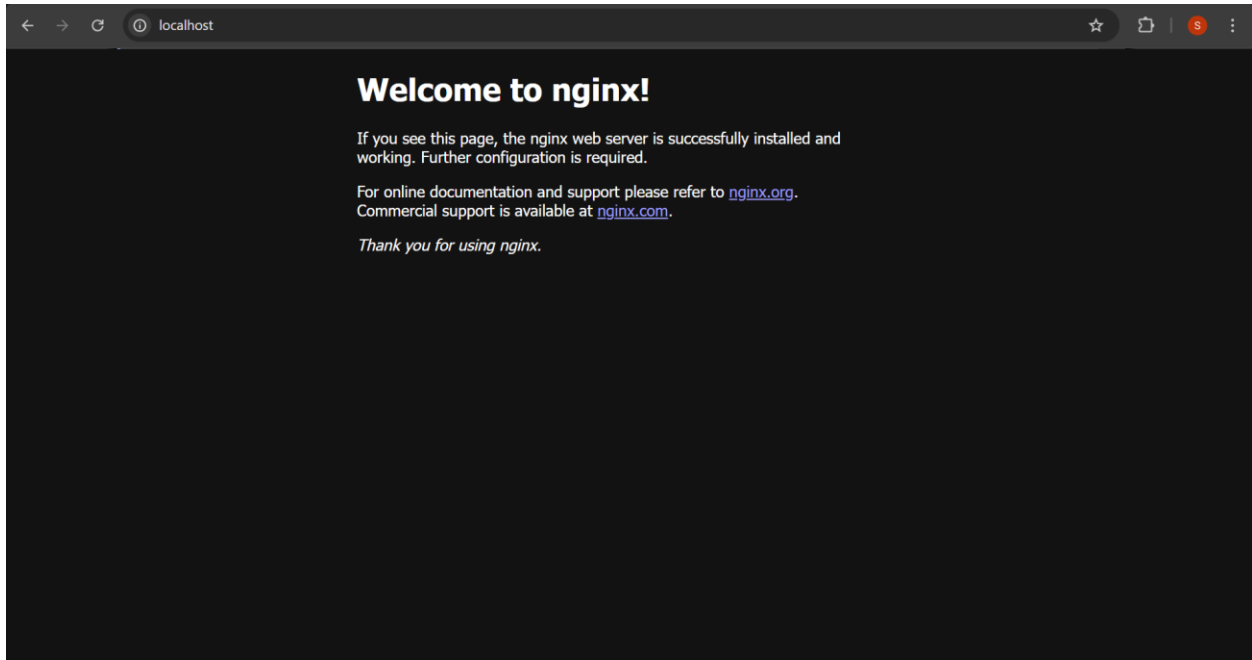 localhost
S
Welcome to nginx!
If you see this page, the nginx web server is successfully installed and
working. Further configuration is required.
For online documentation and support please refer to nginx.org.
Commercial support is available at nginx.com.
Thank you for using nginx.